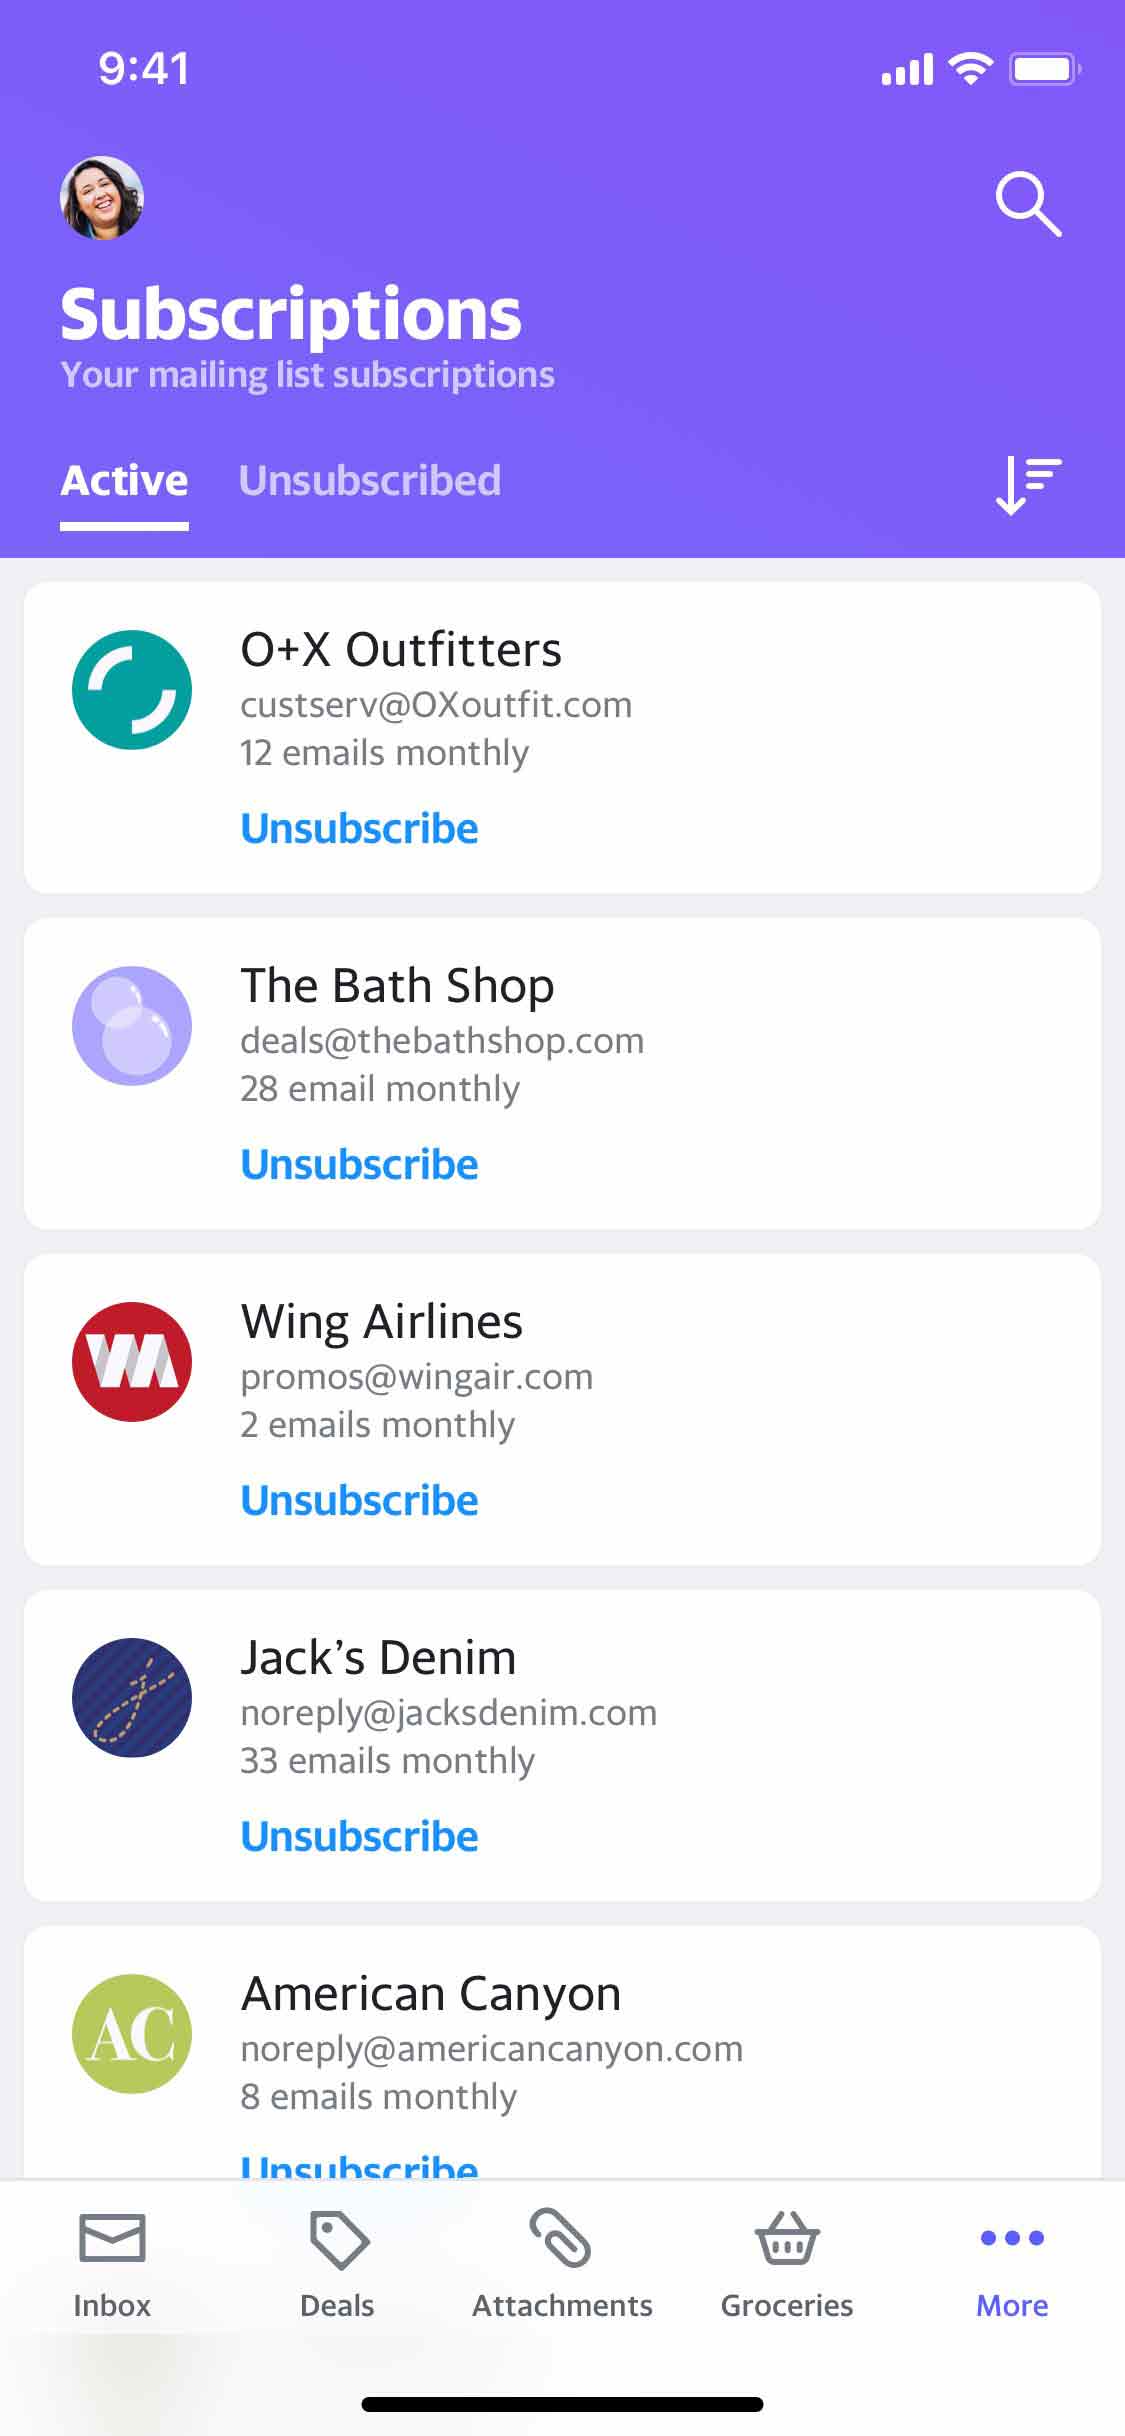 9:41
Subscriptions
Your mailing list subscriptions
Active Unsubscribed
O+X Outfitters
custserv@OXoutfit.com
12 emails monthly
Unsubscribe
The Bath Shop
deals@thebathshop.com
28 email monthly
Unsubscribe
Wing Airlines
promos@wingair.com
2 emails monthly
Unsubscribe
Jack’s Denim
noreply@jacksdenim.com
33 emails monthly
Unsubscribe
AC
American Canyon
noreply@americancanyon.com
8 emails monthly
Unsubscribe
Inbox Deals Attachments Groceries More